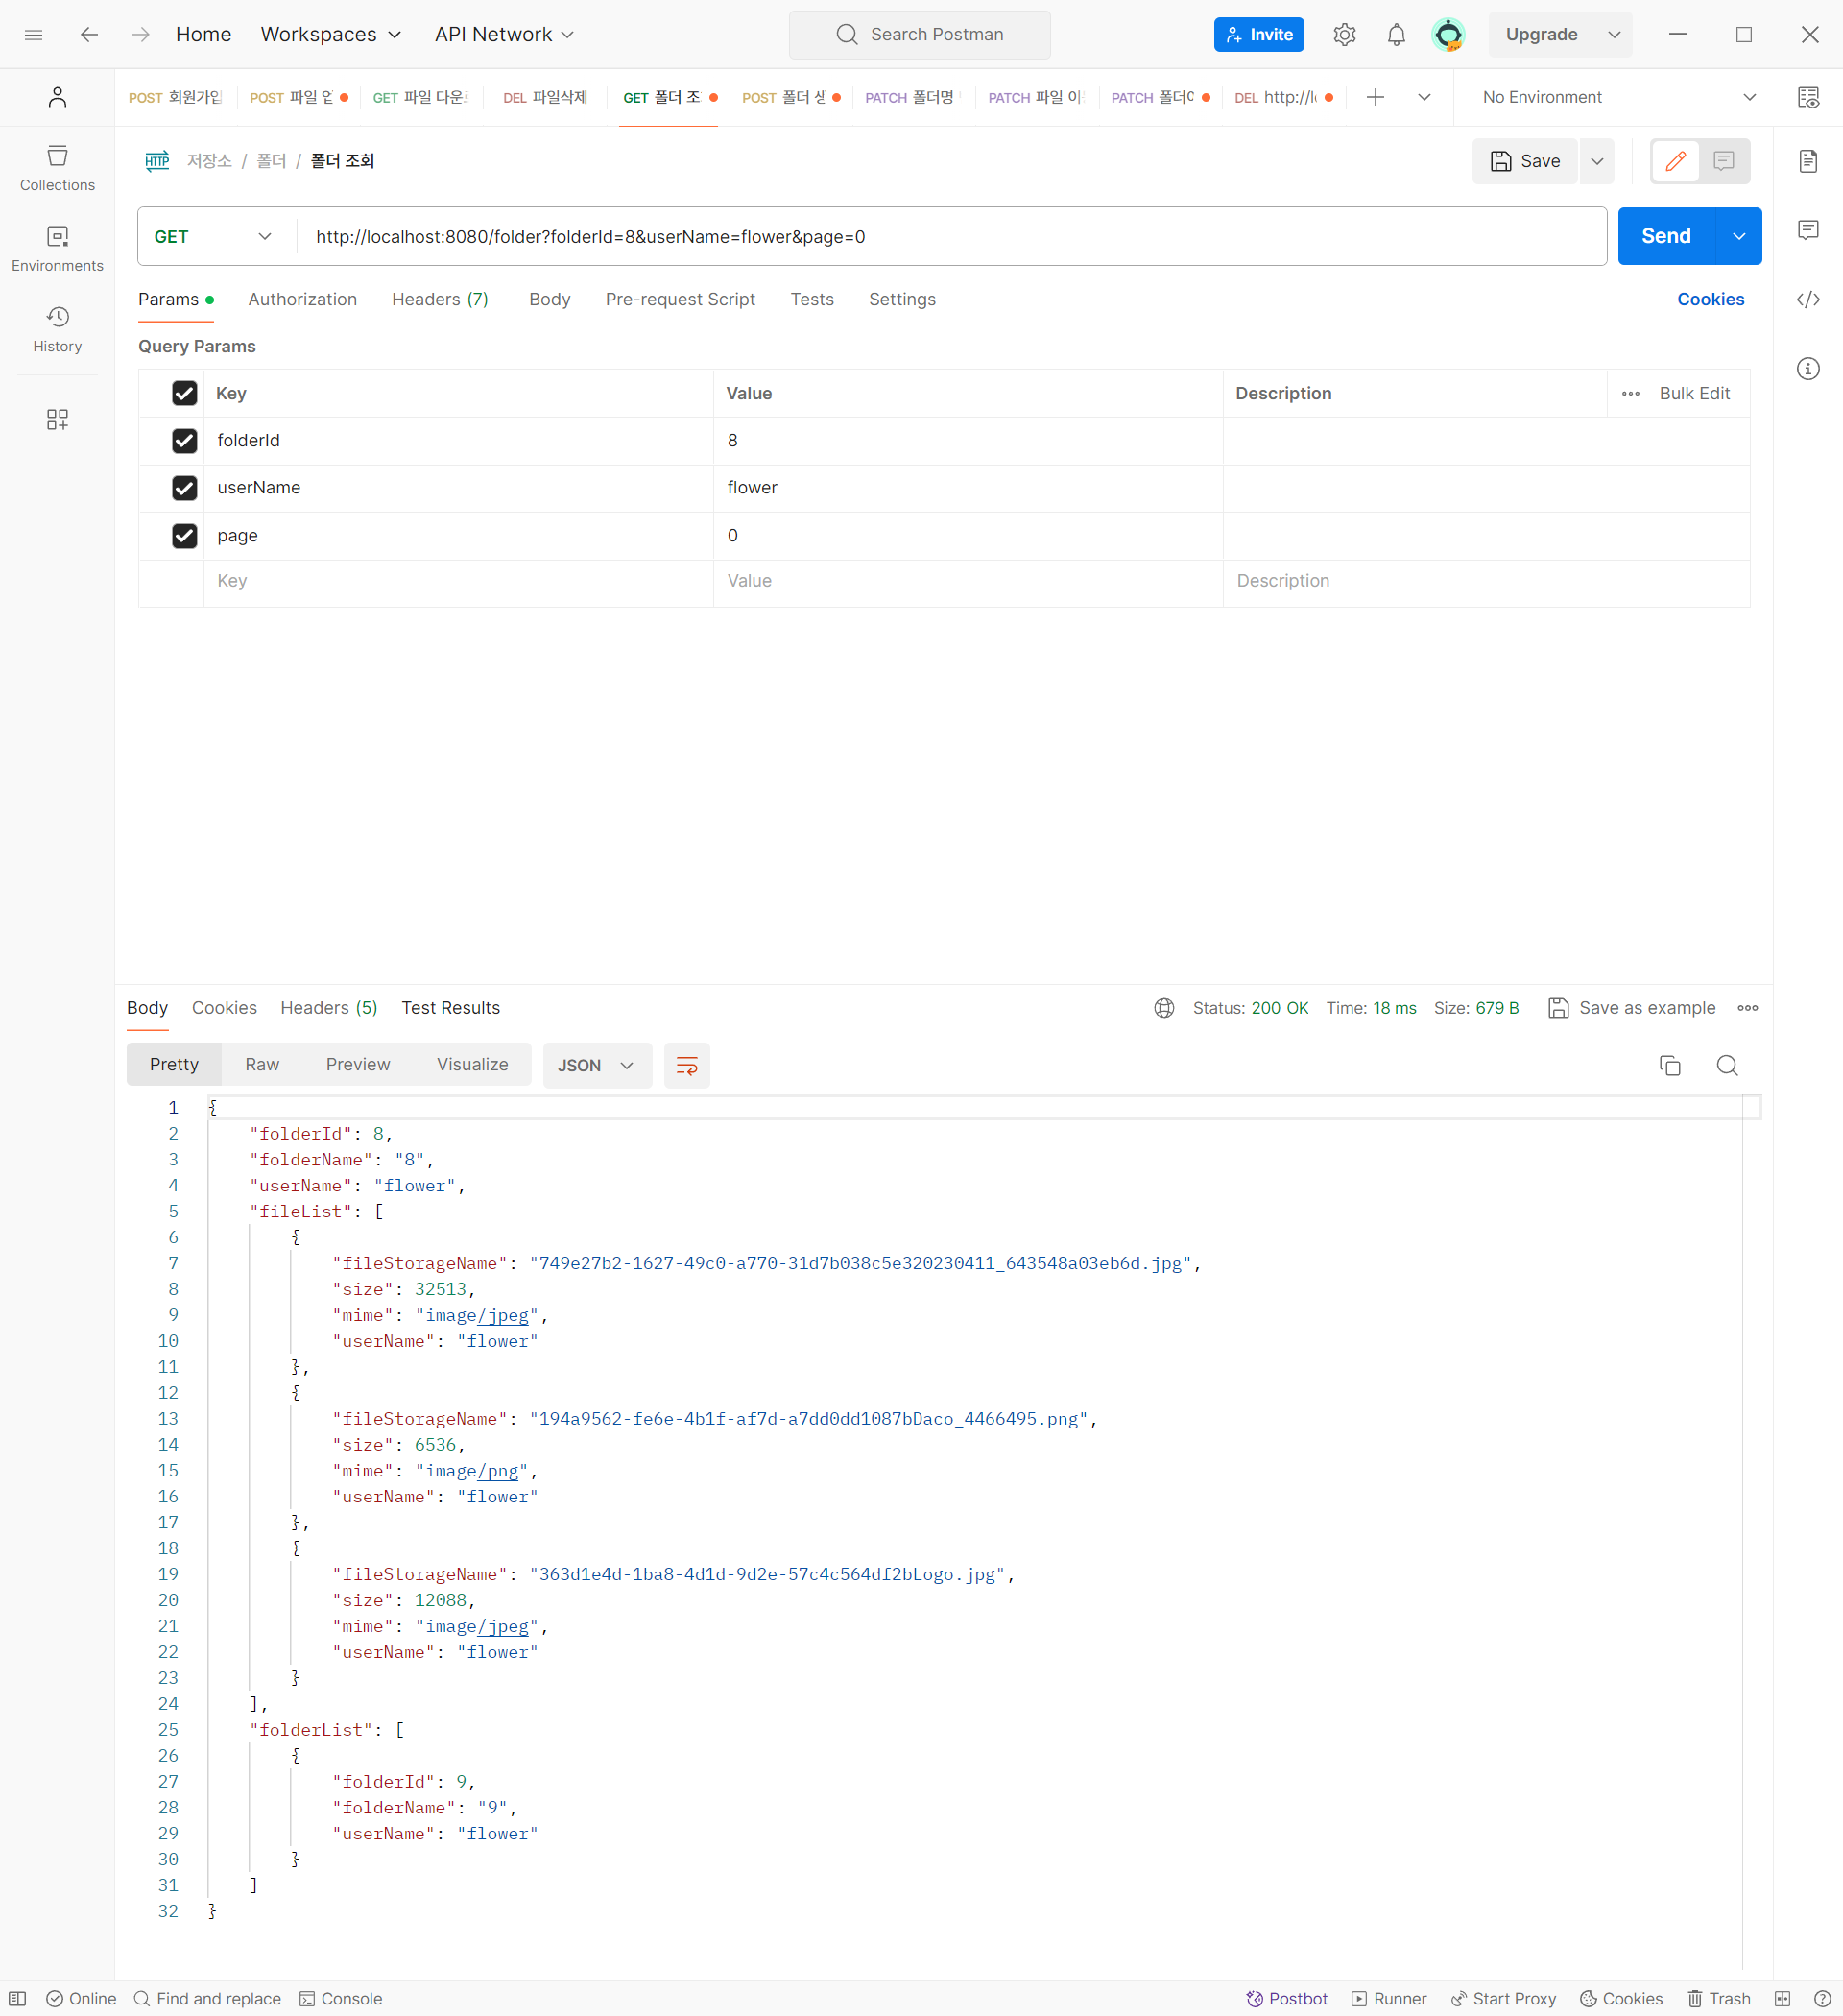 Home Workspaces API Network Search Postman Invite Upgrade
POST 회원가입 POST 파일 업 GET 파일 다운로 DEL 파일삭제 GET 폴더 조 POST 폴더 생 PATCH 폴더명 PATCH 파일 이동 PATCH 폴더이 DEL http://lo No Environment
Collections
Environments
History
HTTP 저장소 / 폴더 / 폴더 조회 Save
GET http://localhost:8080/folder?folderId=8&userName=flower&page=0 Send
Params Authorization Headers (7) Body Pre-request Script Tests Settings Cookies
Query Params
Key Value Description Bulk Edit
folderId 8
userName flower
page 0
Key Value Description
Body Cookies Headers (5) Test Results Status: 200 OK Time: 18 ms Size: 679 B Save as example
Pretty Raw Preview Visualize JSON
1 {
2 "folderId": 8,
3 "folderName": "8",
4 "userName": "flower",
5 "fileList": [
6 {
7 "fileStorageName": "749e27b2-1627-49c0-a770-31d7b038c5e320230411_643548a03eb6d.jpg",
8 "size": 32513,
9 "mime": "image/jpeg",
10 "userName": "flower"
11 },
12 {
13 "fileStorageName": "194a9562-fe6e-4b1f-af7d-a7dd0dd1087bDaco_4466495.png",
14 "size": 6536,
15 "mime": "image/png",
16 "userName": "flower"
17 },
18 {
19 "fileStorageName": "363d1e4d-1ba8-4d1d-9d2e-57c4c564df2bLogo.jpg",
20 "size": 12088,
21 "mime": "image/jpeg",
22 "userName": "flower"
23 }
24 ],
25 "folderList": [
26 {
27 "folderId": 9,
28 "folderName": "9",
29 "userName": "flower"
30 }
31 ]
32 }
Online Find and replace Console Postbot Runner Start Proxy Cookies Trash